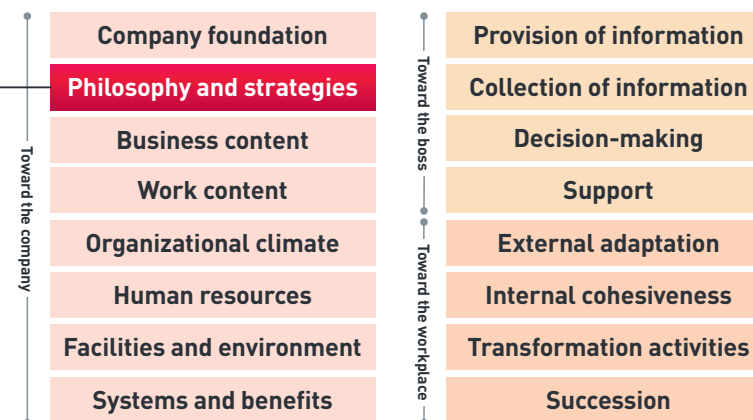 Toward the company
Company foundation
Philosophy and strategies
Business content
Work content
Organizational climate
Human resources
Facilities and environment
Systems and benefits
Toward the boss
Provision of information
Collection of information
Decision-making
Support
Toward the workplace
External adaptation
Internal cohesiveness
Transformation activities
Succession